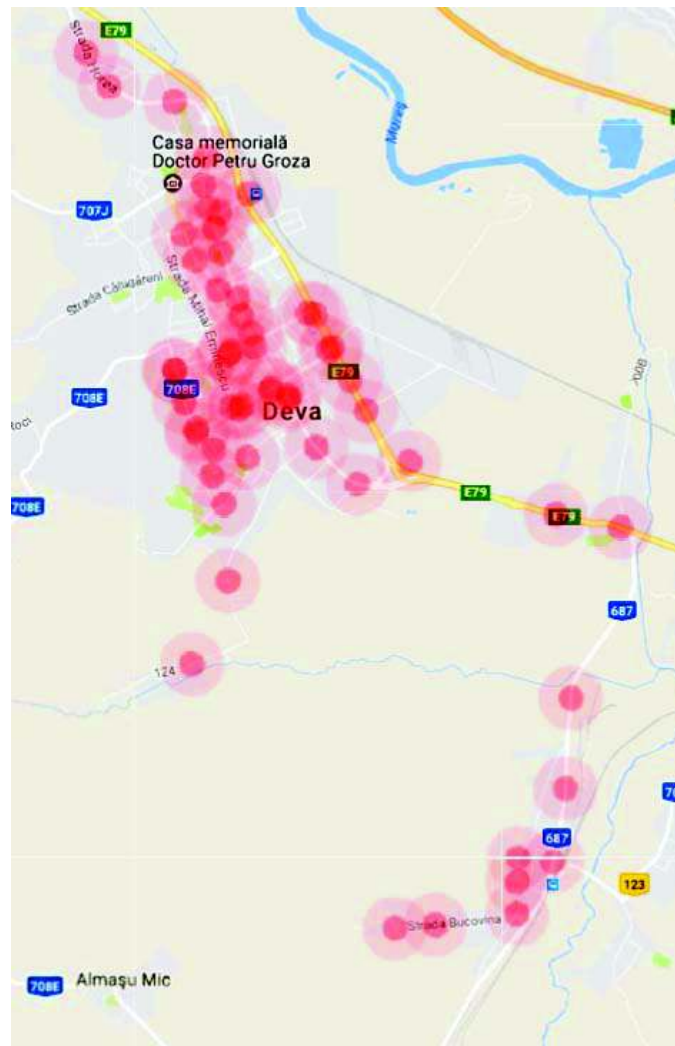 E79
Strada Horea
Mureș
Casa memorială
Doctor Petru Groza
707J
Strada Călugăreni
Strada Mihai Eminescu
708E
708E
E79
Deva
E79
E79
708E
687
124
687
123
Strada Bucovina
708E
Almașu Mic